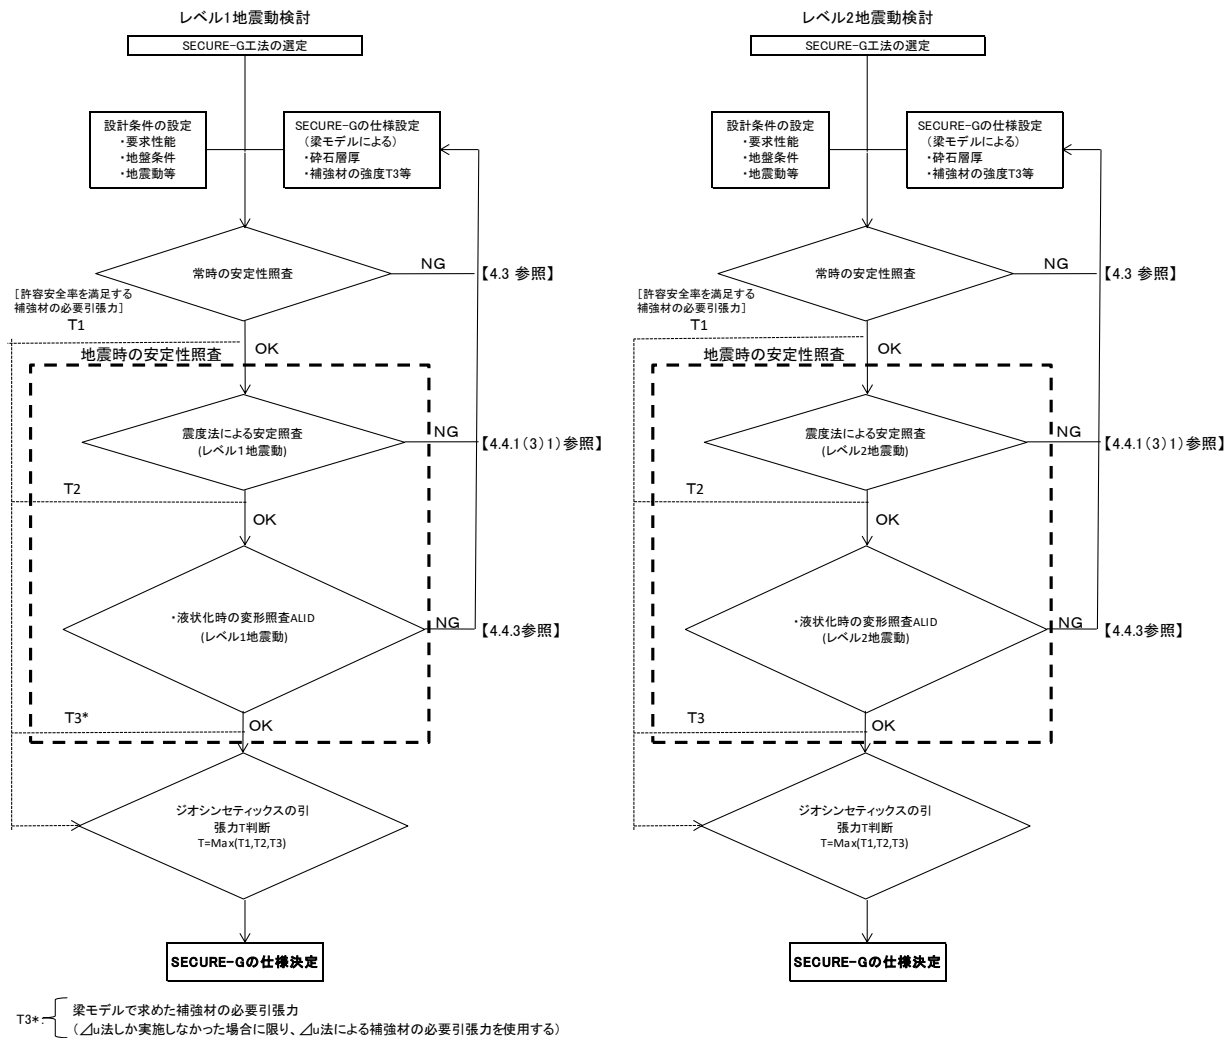 レベル1地震動検討
SECURE-G工法の選定
設計条件の設定
・要求性能
・地盤条件
・地震動等
SECURE-Gの仕様設定
(梁モデルによる)
・砕石層厚
・補強材の強度T3等
常時の安定性照査
NG
【4.3 参照】
[許容安全率を満足する
補強材の必要引張力]
T1
OK
地震時の安定性照査
震度法による安定照査
(レベル１地震動)
NG
【4.4.1(3)1)参照】
T2
OK
・液状化時の変形照査ALID
(レベル1地震動)
NG
【4.4.3参照】
T3*
OK
ジオシンセティックスの引
張力T判断
T=Max(T1,T2,T3)
SECURE-Gの仕様決定
T3*:
梁モデルで求めた補強材の必要引張力
(⊿u法しか実施しなかった場合に限り、⊿u法による補強材の必要引張力を使用する)
レベル2地震動検討
SECURE-G工法の選定
設計条件の設定
・要求性能
・地盤条件
・地震動等
SECURE-Gの仕様設定
(梁モデルによる)
・砕石層厚
・補強材の強度T3等
常時の安定性照査
NG
【4.3 参照】
[許容安全率を満足する
補強材の必要引張力]
T1
OK
地震時の安定性照査
震度法による安定照査
(レベル2地震動)
NG
【4.4.1(3)1)参照】
T2
OK
・液状化時の変形照査ALID
(レベル2地震動)
NG
【4.4.3参照】
T3
OK
ジオシンセティックスの引
張力T判断
T=Max(T1,T2,T3)
SECURE-Gの仕様決定